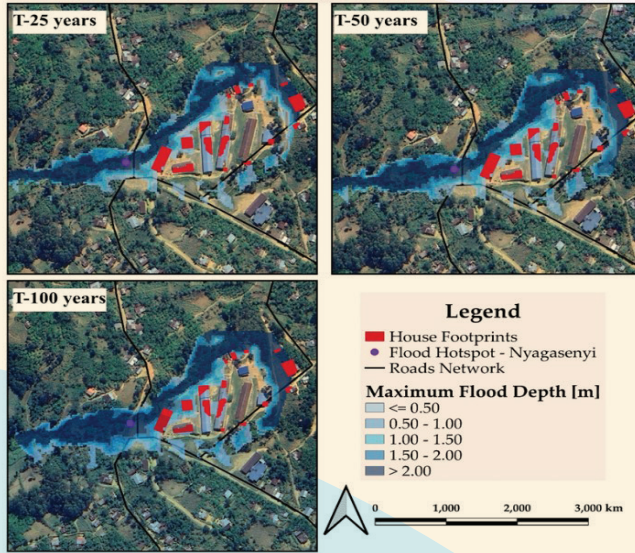 T-25 years
T-50 years
T-100 years
Legend
House Footprints
Flood Hotspot - Nyagasenyi
Roads Network
Maximum Flood Depth [m]
<= 0.50
0.50 - 1.00
1.00 - 1.50
1.50 - 2.00
> 2.00
0 1,000 2,000 3,000 km